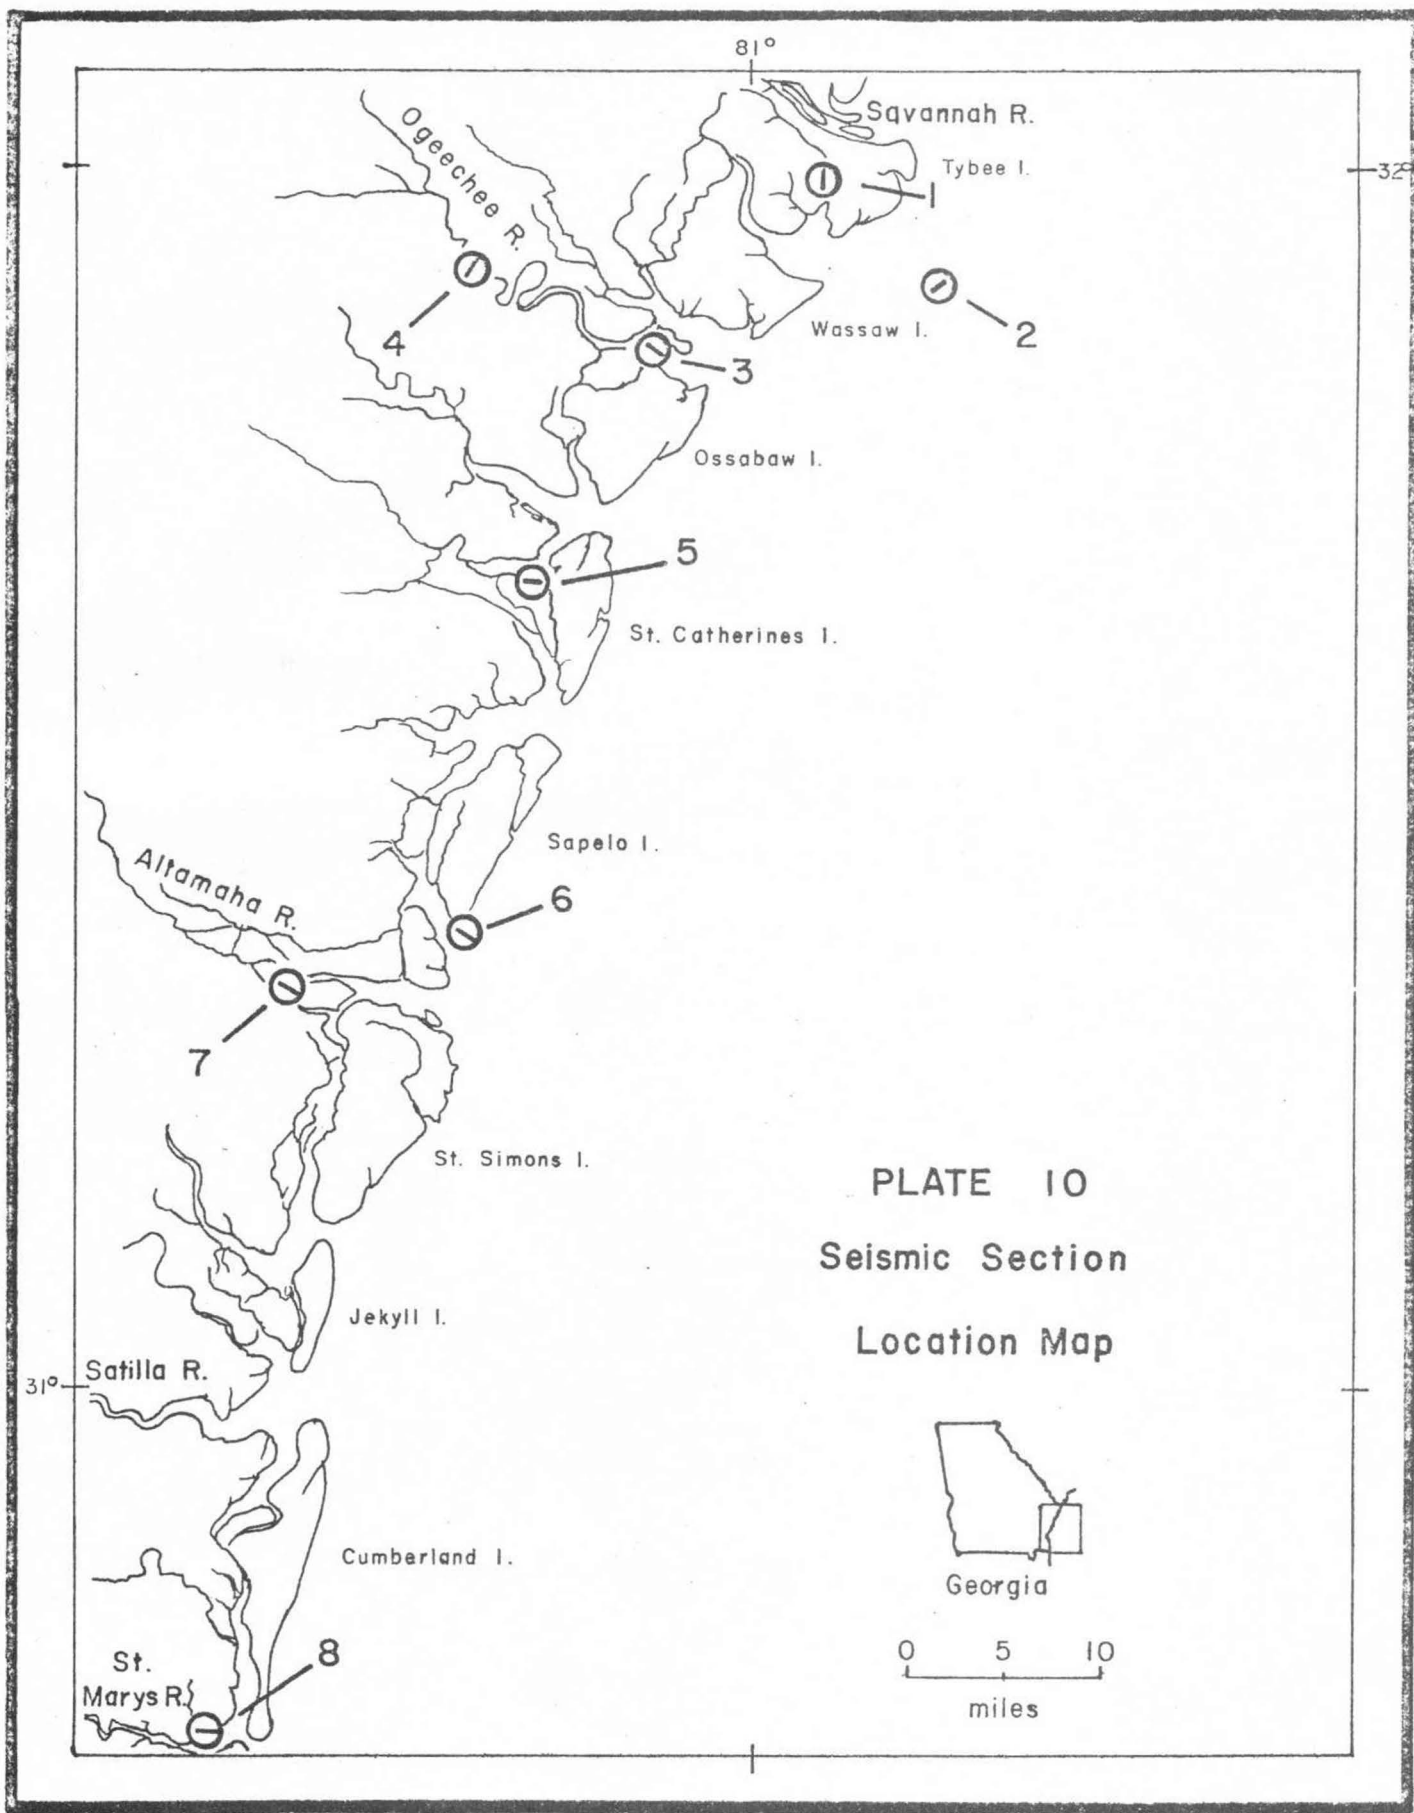 81°
Savannah R.
Ogeechee R.
Tybee I.
32°
1
4
2
Wassaw I.
3
Ossabaw I.
5
St. Catherines I.
Sapelo I.
Altamaha R.
6
7
St. Simons I.
PLATE 10
Seismic Section
Location Map
Jekyll I.
Satilla R.
31°
Cumberland I.
Georgia
0 5 10
miles
St.
Marys R.
8